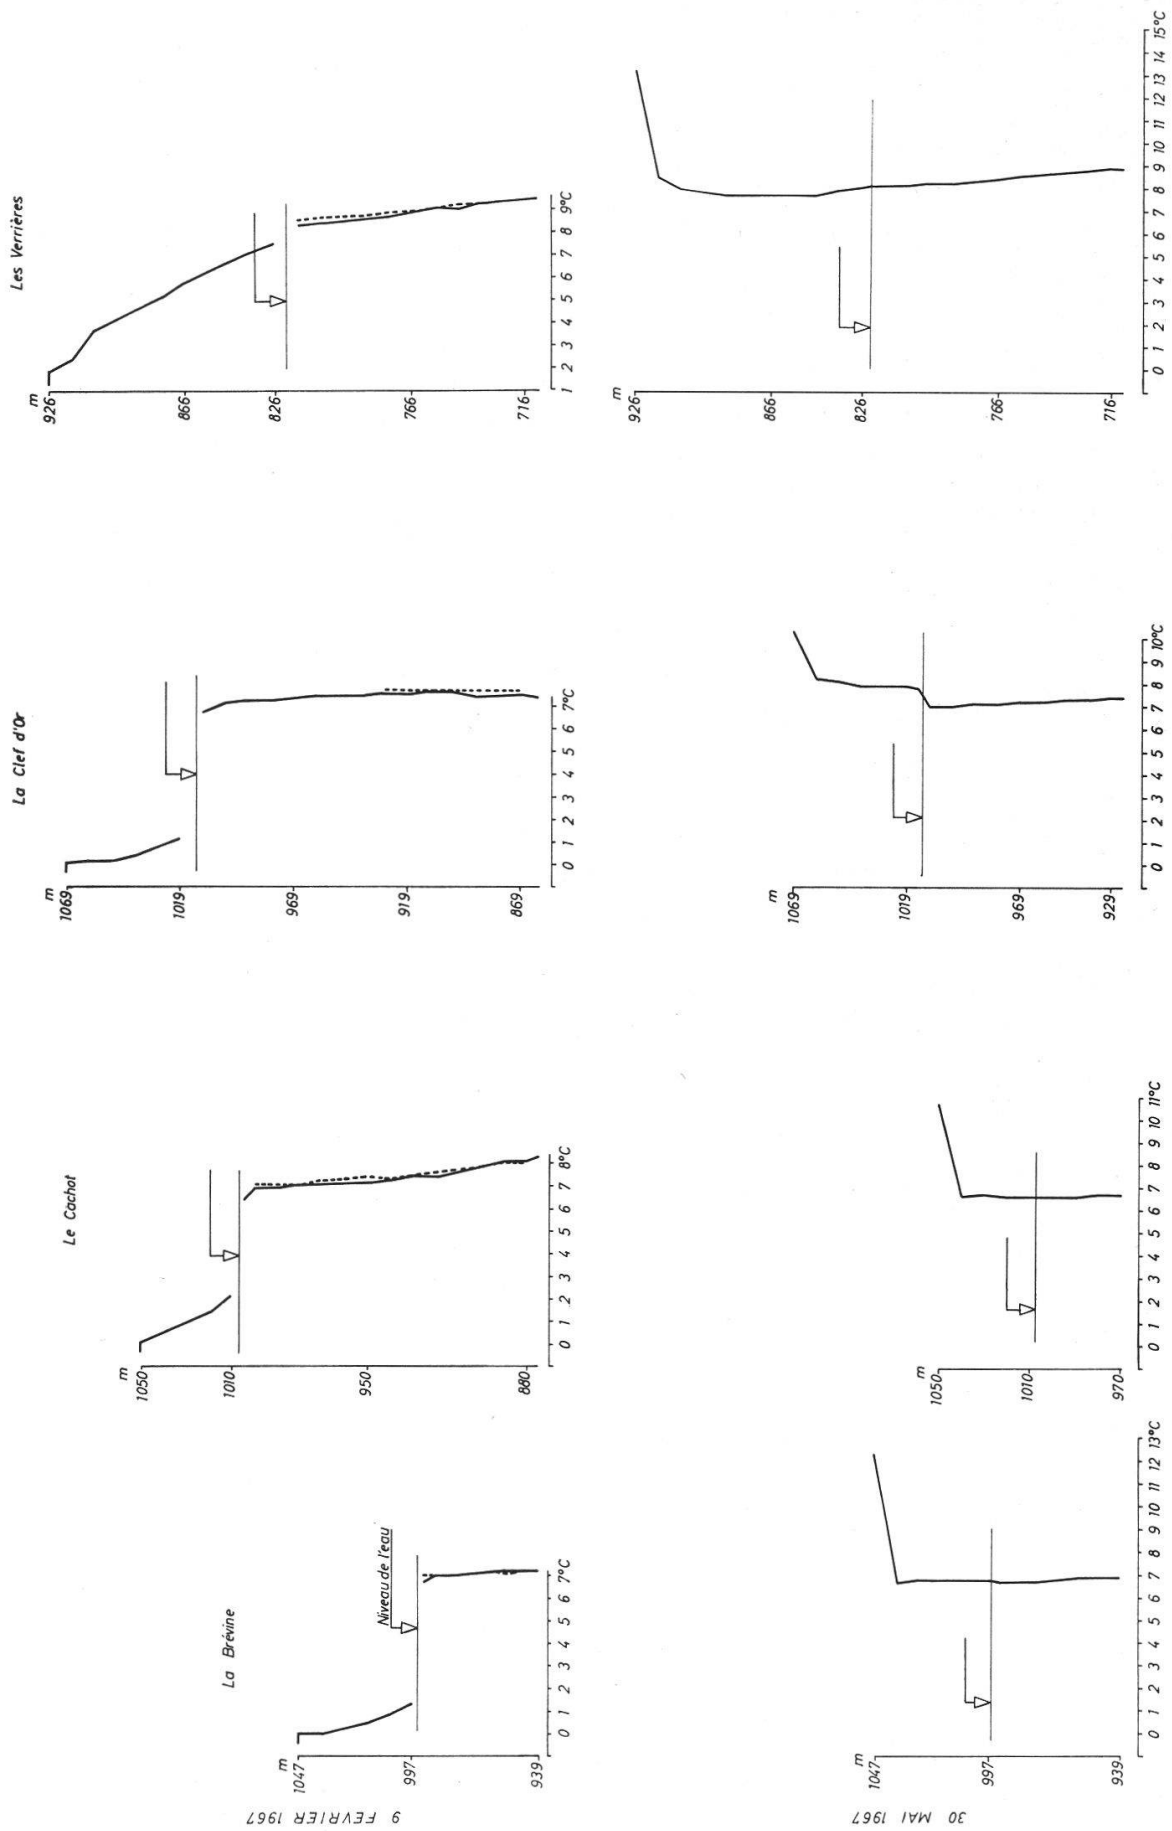 9 FEVRIER 1967
La Brévine
m
1047
997
939
Niveau de l'eau
0 1 2 3 4 5 6 7°C
Le Cachot
m
1050
1010
950
880
0 1 2 3 4 5 6 7 8°C
La Clef d'Or
m
1069
1019
969
919
869
0 1 2 3 4 5 6 7°C
Les Verrières
m
926
866
826
766
716
1 2 3 4 5 6 7 8 9°C
30 MAI 1967
m
1047
997
939
0 1 2 3 4 5 6 7 8 9 10 11 12 13°C
m
1050
1010
970
0 1 2 3 4 5 6 7 8 9 10 11°C
m
1069
1019
969
929
0 1 2 3 4 5 6 7 8 9 10°C
m
926
866
826
766
716
0 1 2 3 4 5 6 7 8 9 10 11 12 13 14 15°C